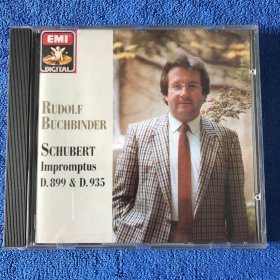 EMI
DIGITAL
RUDOLF
BUCHBINDER
SCHUBERT
Impromptus
D.899 & D.935